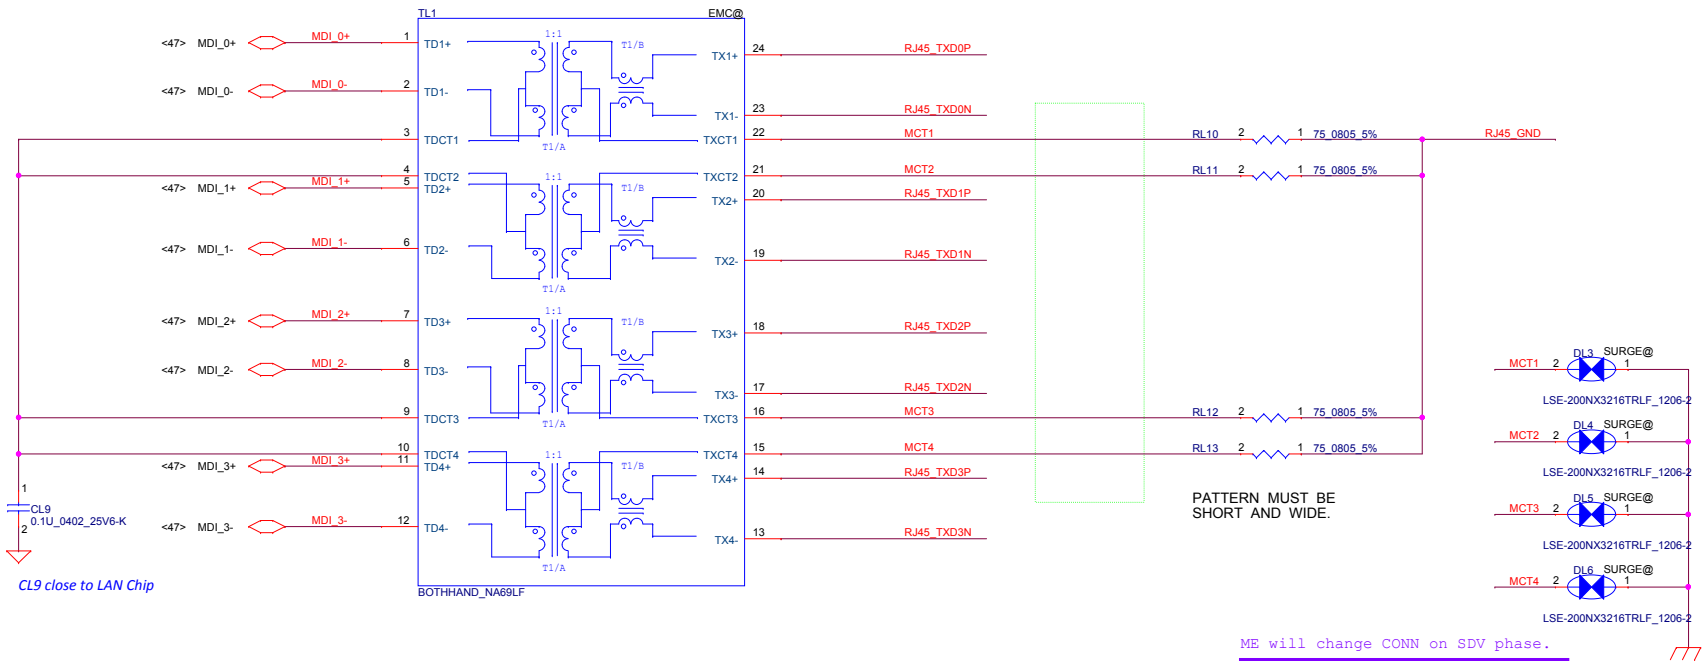 TL1 EMC@
<47> MDI_0+ MDI_0+ 1 TD1+ 1:1 T1/B TX1+ 24 RJ45_TXD0P
<47> MDI_0- MDI_0- 2 TD1- TX1- 23 RJ45_TXD0N
3 TDCT1 T1/A TXCT1 22 MCT1 RL10 2 1 75_0805_5% RJ45_GND
4 TDCT2 1:1 TXCT2 21 MCT2 RL11 2 1 75_0805_5%
<47> MDI_1+ MDI_1+ 5 TD2+ T1/B TX2+ 20 RJ45_TXD1P
<47> MDI_1- MDI_1- 6 TD2- TX2- 19 RJ45_TXD1N
T1/A
<47> MDI_2+ MDI_2+ 7 TD3+ 1:1 T1/B TX3+ 18 RJ45_TXD2P
<47> MDI_2- MDI_2- 8 TD3- TX3- 17 RJ45_TXD2N
9 TDCT3 T1/A TXCT3 16 MCT3 RL12 2 1 75_0805_5%
10 TDCT4 1:1 TXCT4 15 MCT4 RL13 2 1 75_0805_5%
<47> MDI_3+ MDI_3+ 11 TD4+ T1/B TX4+ 14 RJ45_TXD3P
<47> MDI_3- MDI_3- 12 TD4- TX4- 13 RJ45_TXD3N
T1/A
BOTHHAND_NA69LF
1
CL9
0.1U_0402_25V6-K
2
CL9 close to LAN Chip
PATTERN MUST BE
SHORT AND WIDE.
DL3 SURGE@
MCT1 2 1
LSE-200NX3216TRLF_1206-2
DL4 SURGE@
MCT2 2 1
LSE-200NX3216TRLF_1206-2
DL5 SURGE@
MCT3 2 1
LSE-200NX3216TRLF_1206-2
DL6 SURGE@
MCT4 2 1
LSE-200NX3216TRLF_1206-2
ME will change CONN on SDV phase.